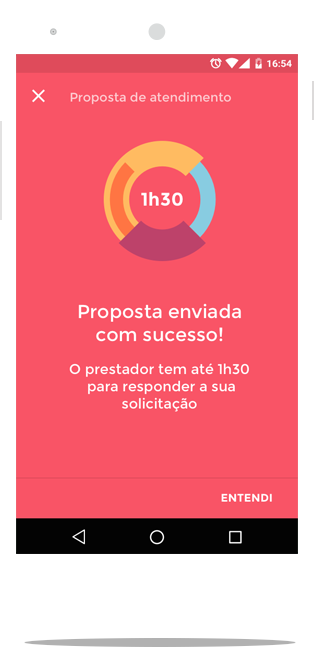 16:54
Proposta de atendimento
1h30
Proposta enviada
com sucesso!
O prestador tem até 1h30
para responder a sua
solicitação
ENTENDI